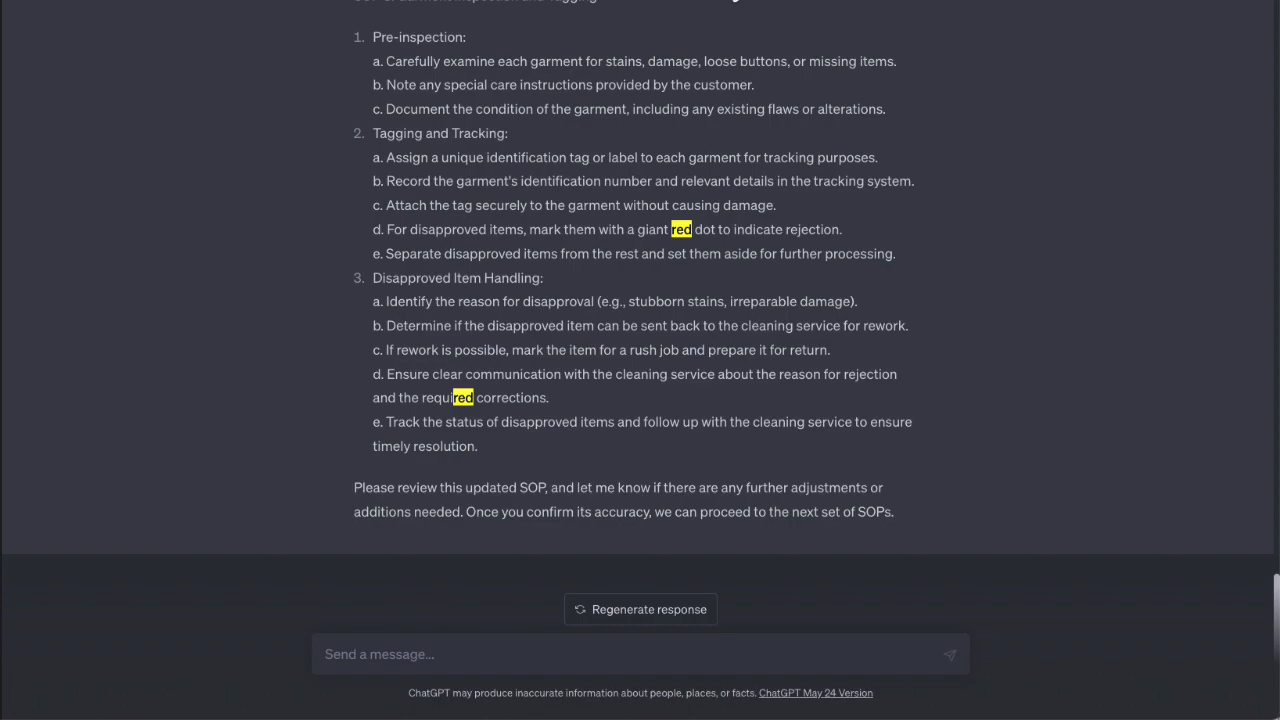 1. Pre-inspection:
a. Carefully examine each garment for stains, damage, loose buttons, or missing items.
b. Note any special care instructions provided by the customer.
c. Document the condition of the garment, including any existing flaws or alterations.
2. Tagging and Tracking:
a. Assign a unique identification tag or label to each garment for tracking purposes.
b. Record the garment's identification number and relevant details in the tracking system.
c. Attach the tag securely to the garment without causing damage.
d. For disapproved items, mark them with a giant red dot to indicate rejection.
e. Separate disapproved items from the rest and set them aside for further processing.
3. Disapproved Item Handling:
a. Identify the reason for disapproval (e.g., stubborn stains, irreparable damage).
b. Determine if the disapproved item can be sent back to the cleaning service for rework.
c. If rework is possible, mark the item for a rush job and prepare it for return.
d. Ensure clear communication with the cleaning service about the reason for rejection
and the required corrections.
e. Track the status of disapproved items and follow up with the cleaning service to ensure
timely resolution.
Please review this updated SOP, and let me know if there are any further adjustments or
additions needed. Once you confirm its accuracy, we can proceed to the next set of SOPs.
Regenerate response
Send a message...
ChatGPT may produce inaccurate information about people, places, or facts. ChatGPT May 24 Version